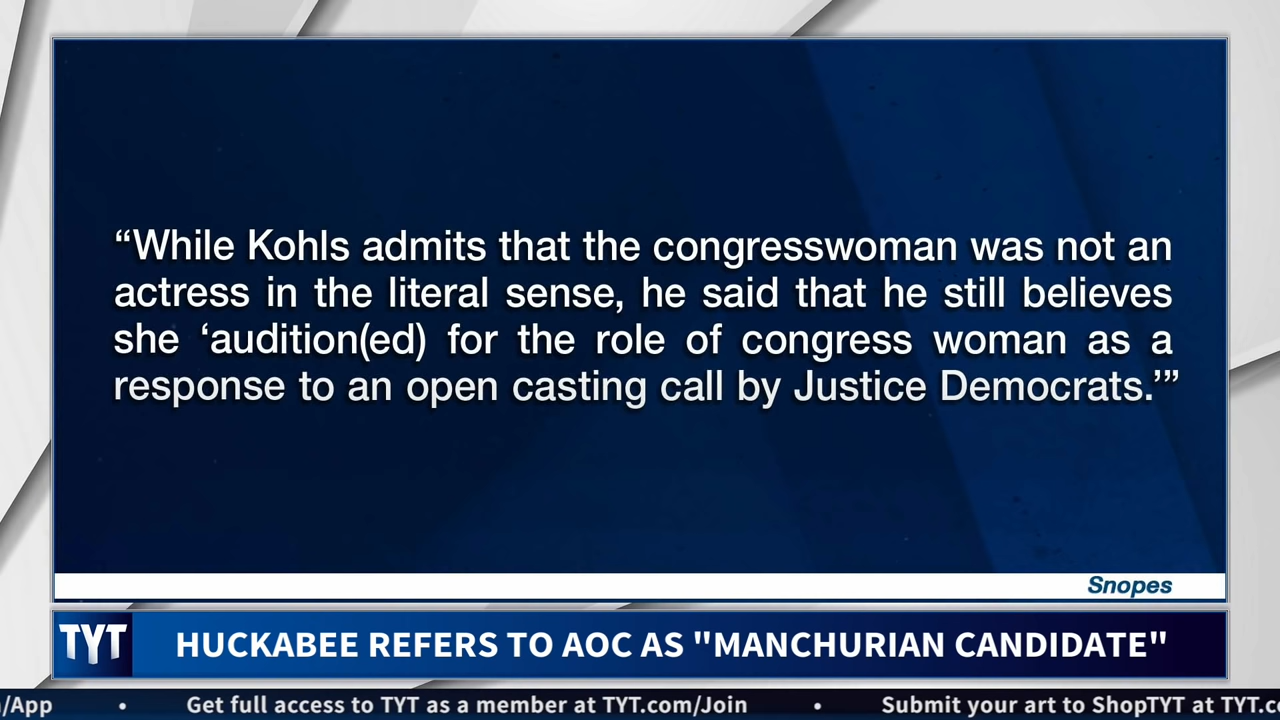 “While Kohls admits that the congresswoman was not an
actress in the literal sense, he said that he still believes
she ‘audition(ed) for the role of congress woman as a
response to an open casting call by Justice Democrats.’”
Snopes
TYT HUCKABEE REFERS TO AOC AS "MANCHURIAN CANDIDATE"
/App • Get full access to TYT as a member at TYT.com/Join • Submit your art to ShopTYT at TYT.c